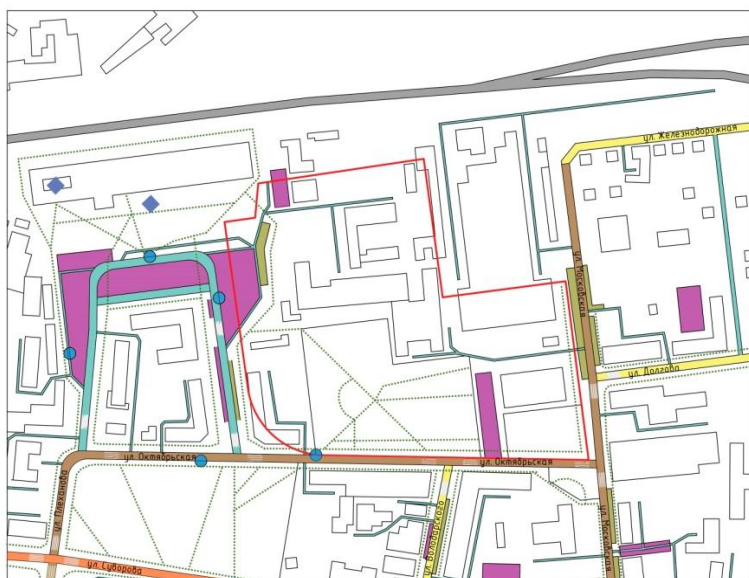 ул. Железнодорожная
ул. Московская
ул. Долгова
ул. Октябрьская
ул. Октябрьская
ул. Плеханова
ул. Володарского
ул. Московская
ул. Суворова